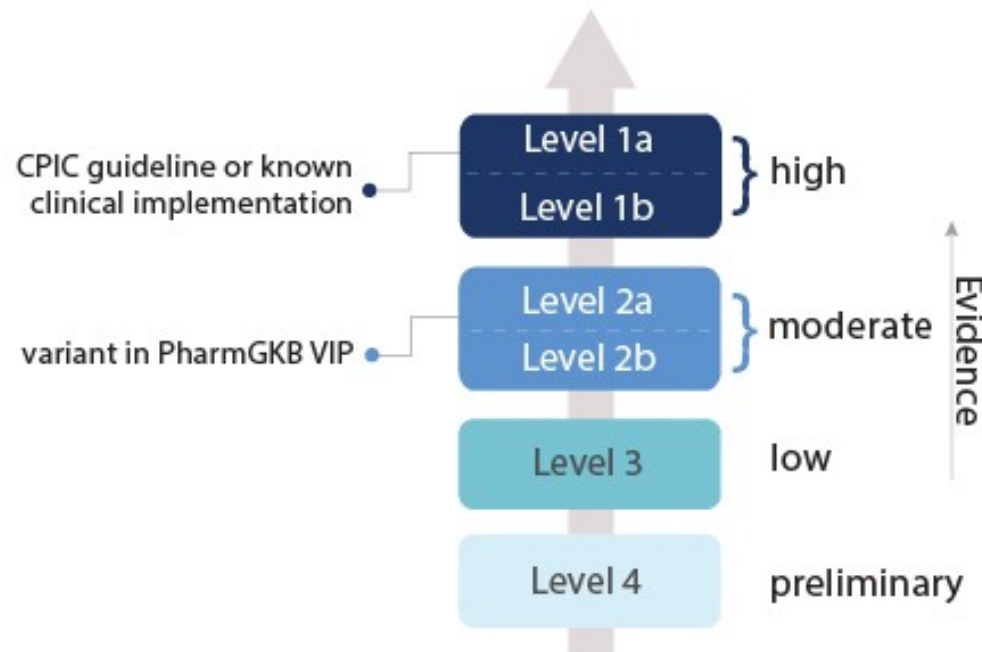 Level 1a
CPIC guideline or known
clinical implementation
high
Level 1b
Level 2a
moderate
variant in PharmGKB VIP
Level 2b
Evidence
Level 3
low
Level 4
preliminary